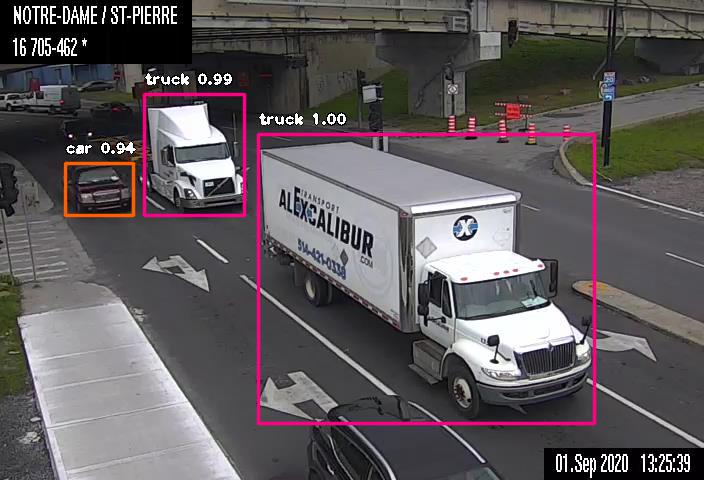 NOTRE-DAME / ST-PIERRE
16 705-462 *
truck 0.99
truck 1.00
car 0.94
TRANSPORT
ALEXCALIBUR
.COM
514-421-0338
X
01.Sep 2020 13:25:39